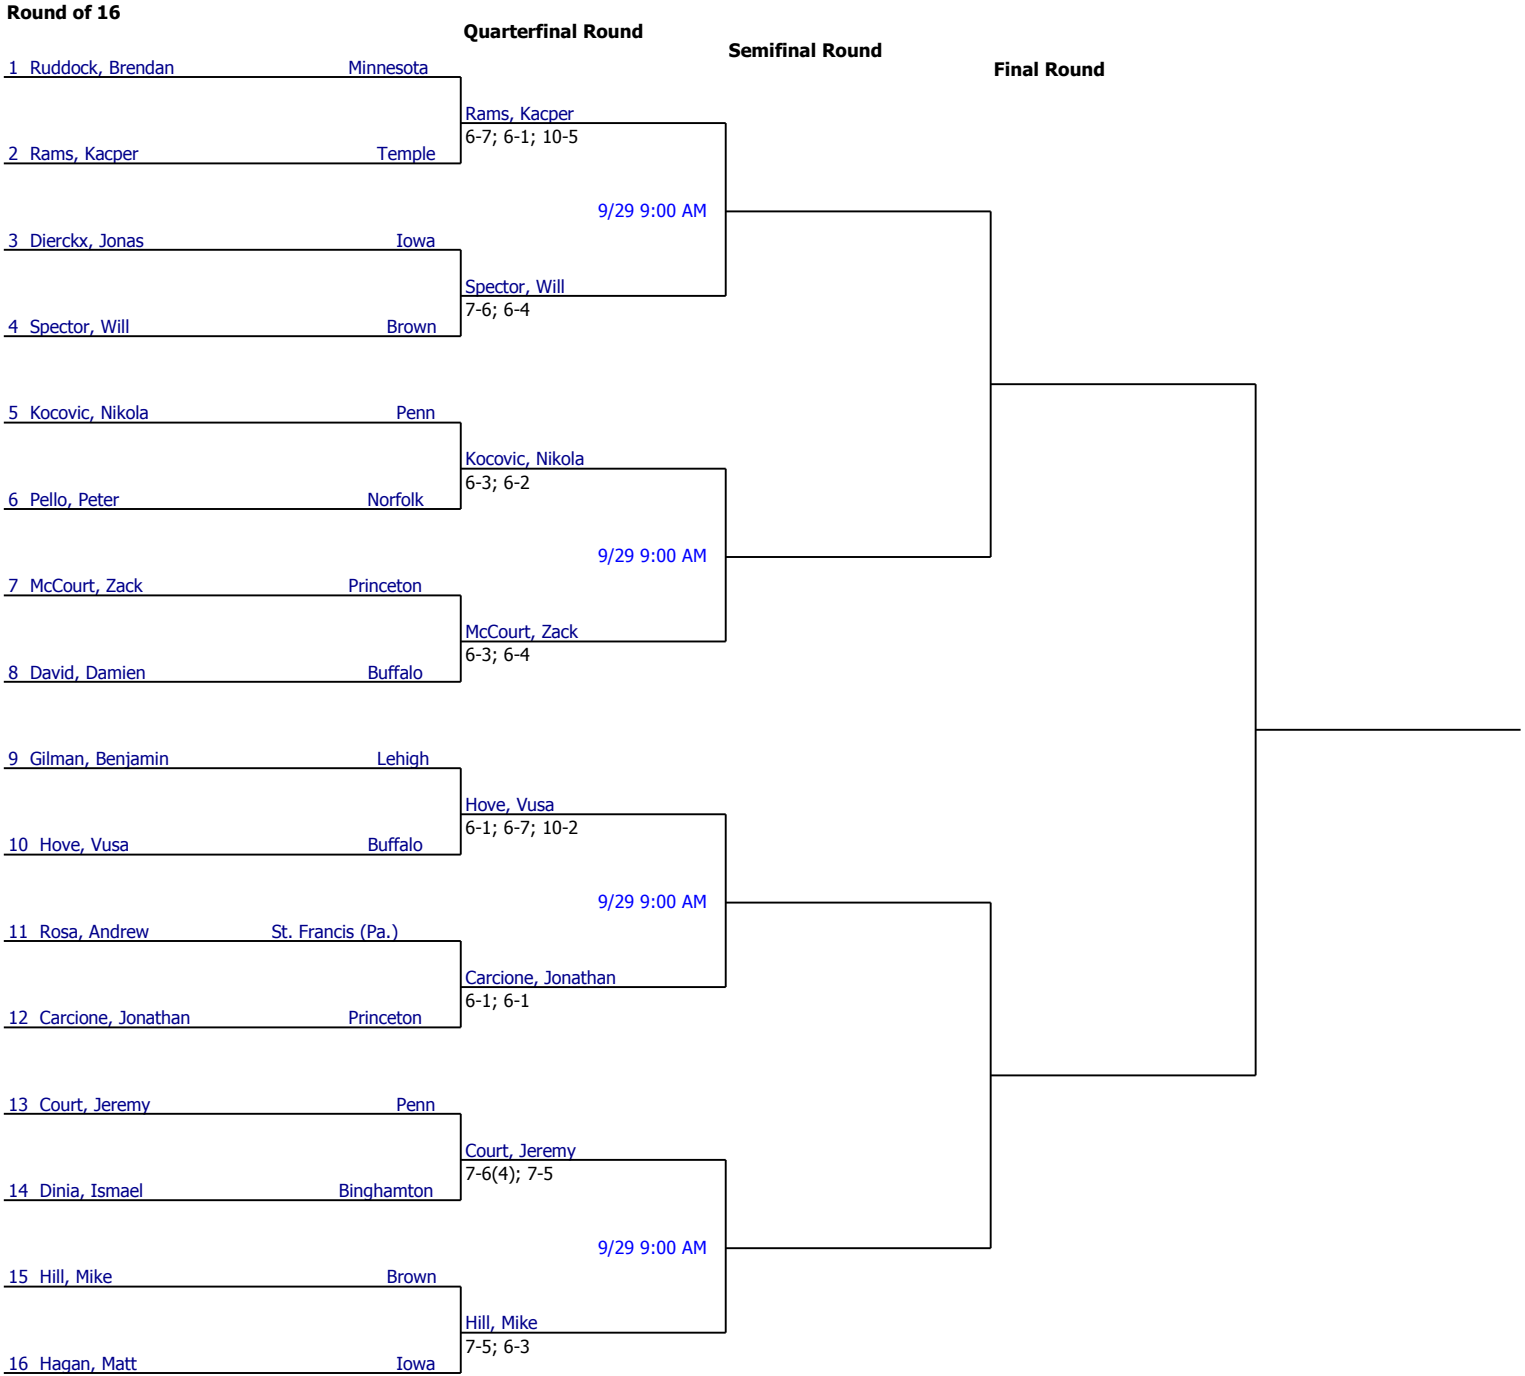 Round of 16
Quarterfinal Round
Semifinal Round
Final Round
1 Ruddock, Brendan Minnesota
Rams, Kacper
6-7; 6-1; 10-5
2 Rams, Kacper Temple
9/29 9:00 AM
3 Dierckx, Jonas Iowa
Spector, Will
7-6; 6-4
4 Spector, Will Brown
5 Kocovic, Nikola Penn
Kocovic, Nikola
6-3; 6-2
6 Pello, Peter Norfolk
9/29 9:00 AM
7 McCourt, Zack Princeton
McCourt, Zack
6-3; 6-4
8 David, Damien Buffalo
9 Gilman, Benjamin Lehigh
Hove, Vusa
6-1; 6-7; 10-2
10 Hove, Vusa Buffalo
9/29 9:00 AM
11 Rosa, Andrew St. Francis (Pa.)
Carcione, Jonathan
6-1; 6-1
12 Carcione, Jonathan Princeton
13 Court, Jeremy Penn
Court, Jeremy
7-6(4); 7-5
14 Dinia, Ismael Binghamton
9/29 9:00 AM
15 Hill, Mike Brown
Hill, Mike
7-5; 6-3
16 Hagan, Matt Iowa